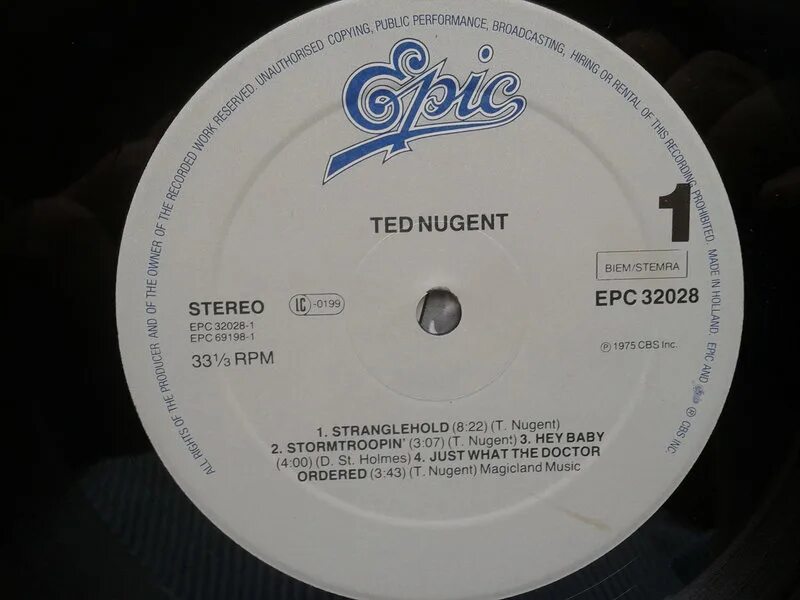 ALL RIGHTS OF THE PRODUCER AND OF THE OWNER OF THE RECORDED WORK RESERVED. UNAUTHORISED COPYING, PUBLIC PERFORMANCE, BROADCASTING, HIRING OR RENTAL OF THIS RECORDING PROHIBITED. MADE IN HOLLAND. EPIC AND Epic ℗ CBS INC.
Epic
TED NUGENT
1
BIEM/STEMRA
STEREO
LC-0199
EPC 32028
EPC 32028-1
EPC 69198-1
33⅓ RPM
℗ 1975 CBS Inc.
1. STRANGLEHOLD (8:22) (T. Nugent)
2. STORMTROOPIN' (3:07) (T. Nugent) 3. HEY BABY
(4:00) (D. St. Holmes) 4. JUST WHAT THE DOCTOR
ORDERED (3:43) (T. Nugent) Magicland Music